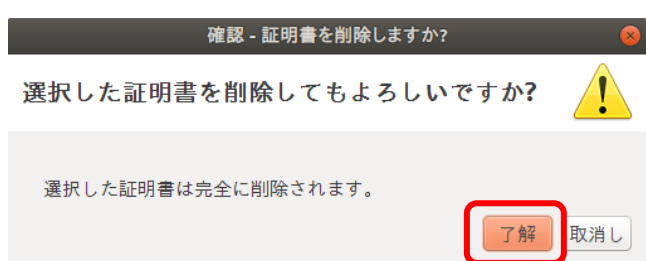 確認 - 証明書を削除しますか?
選択した証明書を削除してもよろしいですか?
選択した証明書は完全に削除されます。
了解
取消し